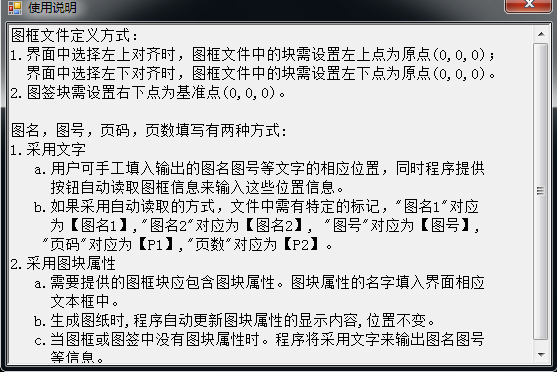 使用说明
图框文件定义方式：
1.界面中选择左上对齐时，图框文件中的块需设置左上点为原点(0,0,0)；
界面中选择左下对齐时，图框文件中的块需设置左下点为原点(0,0,0)。
2.图签块需设置右下点为基准点(0,0,0)。
图名，图号，页码，页数填写有两种方式：
1.采用文字
a.用户可手工填入输出的图名图号等文字的相应位置，同时程序提供
按钮自动读取图框信息来输入这些位置信息。
b.如果采用自动读取的方式，文件中需有特定的标记，"图名1"对应
为【图名1】,"图名2"对应为【图名2】, "图号"对应为【图号】,
"页码"对应为【P1】,"页数"对应为【P2】。
2.采用图块属性
a.需要提供的图框块应包含图块属性。图块属性的名字填入界面相应
文本框中。
b.生成图纸时,程序自动更新图块属性的显示内容,位置不变。
c.当图框或图签中没有图块属性时。程序将采用文字来输出图名图号
等信息。